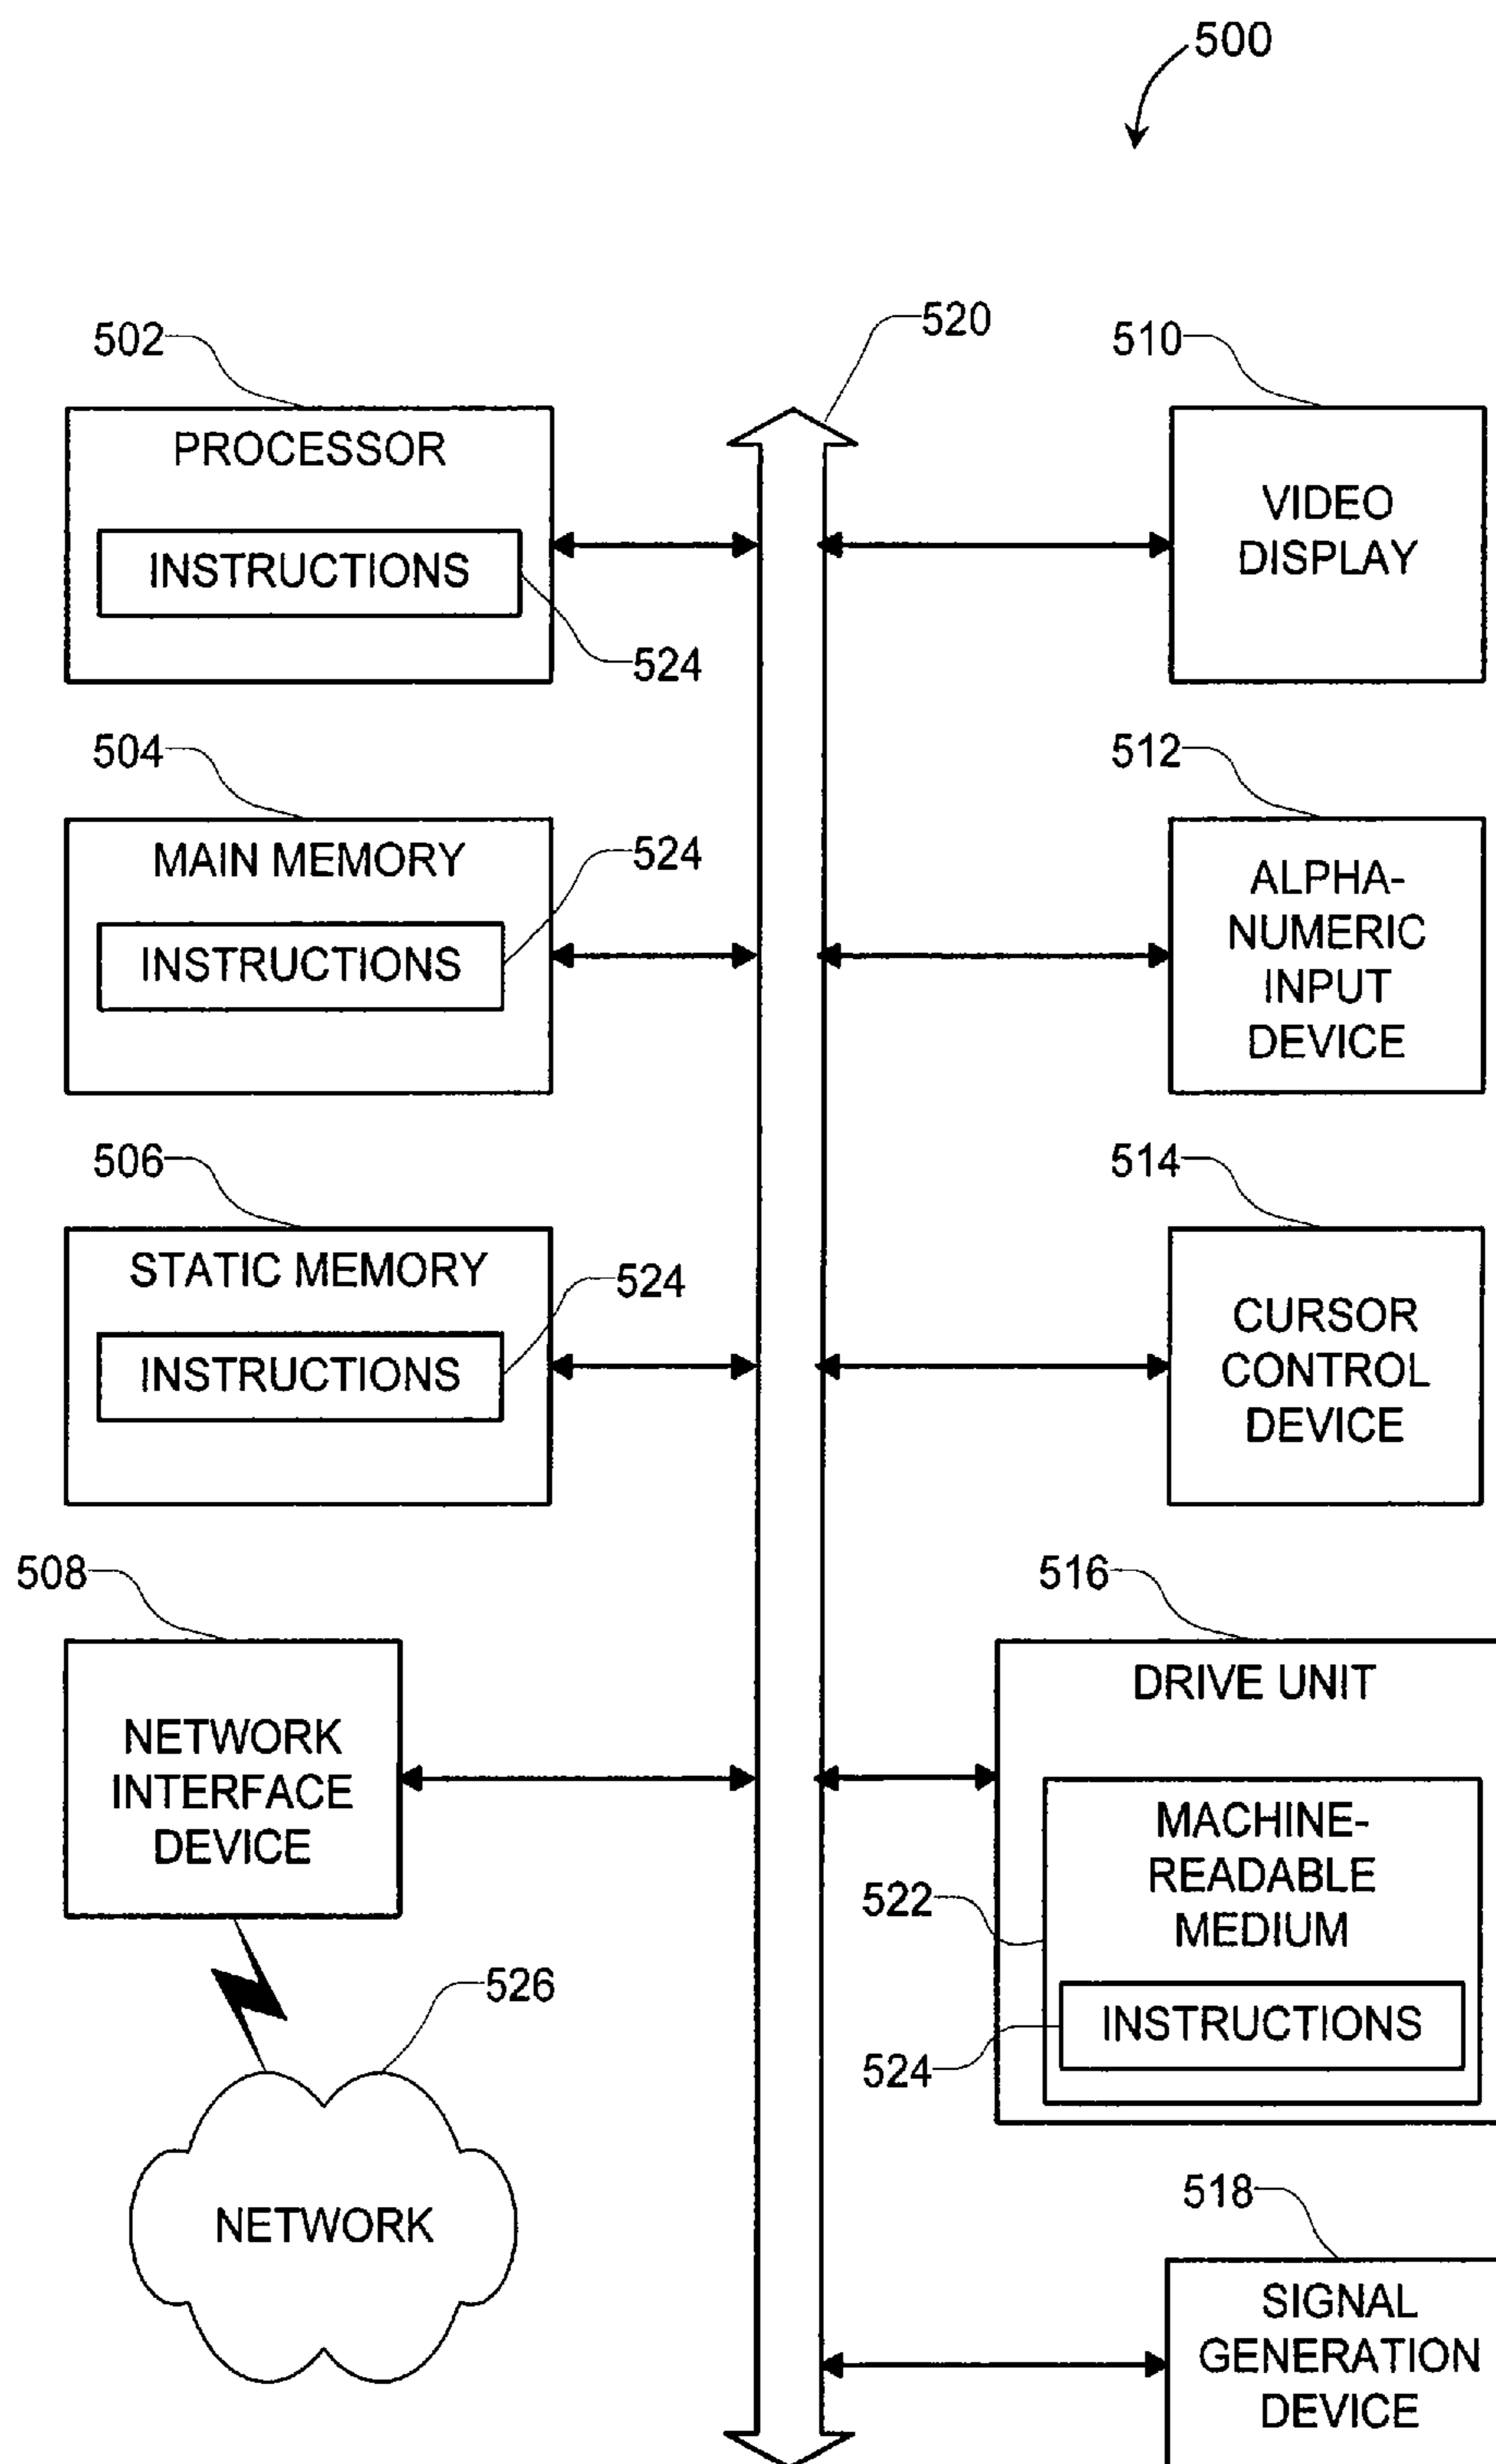 500
520
502
PROCESSOR
INSTRUCTIONS
524
504
MAIN MEMORY
524
INSTRUCTIONS
506
STATIC MEMORY
524
INSTRUCTIONS
508
NETWORK
INTERFACE
DEVICE
526
NETWORK
510
VIDEO
DISPLAY
512
ALPHA-
NUMERIC
INPUT
DEVICE
514
CURSOR
CONTROL
DEVICE
516
DRIVE UNIT
522
MACHINE-
READABLE
MEDIUM
INSTRUCTIONS
524
518
SIGNAL
GENERATION
DEVICE